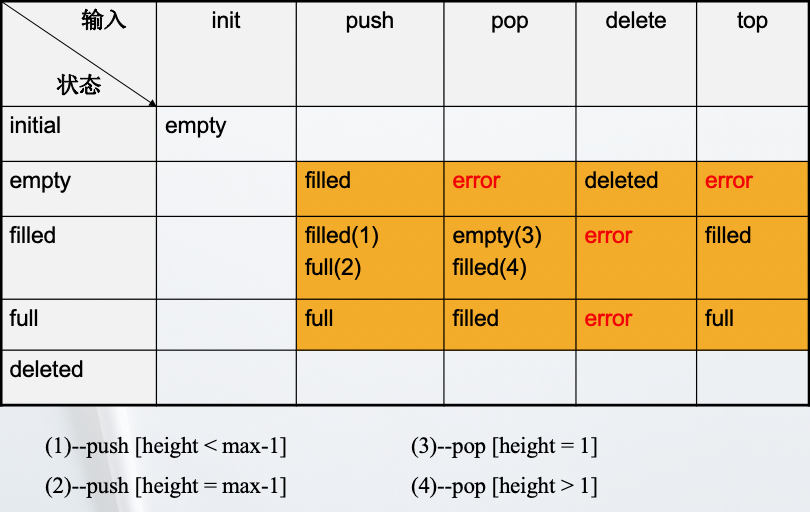 输入 init push pop delete top
状态
initial empty
empty filled error deleted error
filled filled(1) empty(3) error filled
full(2) filled(4)
full full filled error full
deleted
(1)--push [height < max-1] (3)--pop [height = 1]
(2)--push [height = max-1] (4)--pop [height > 1]